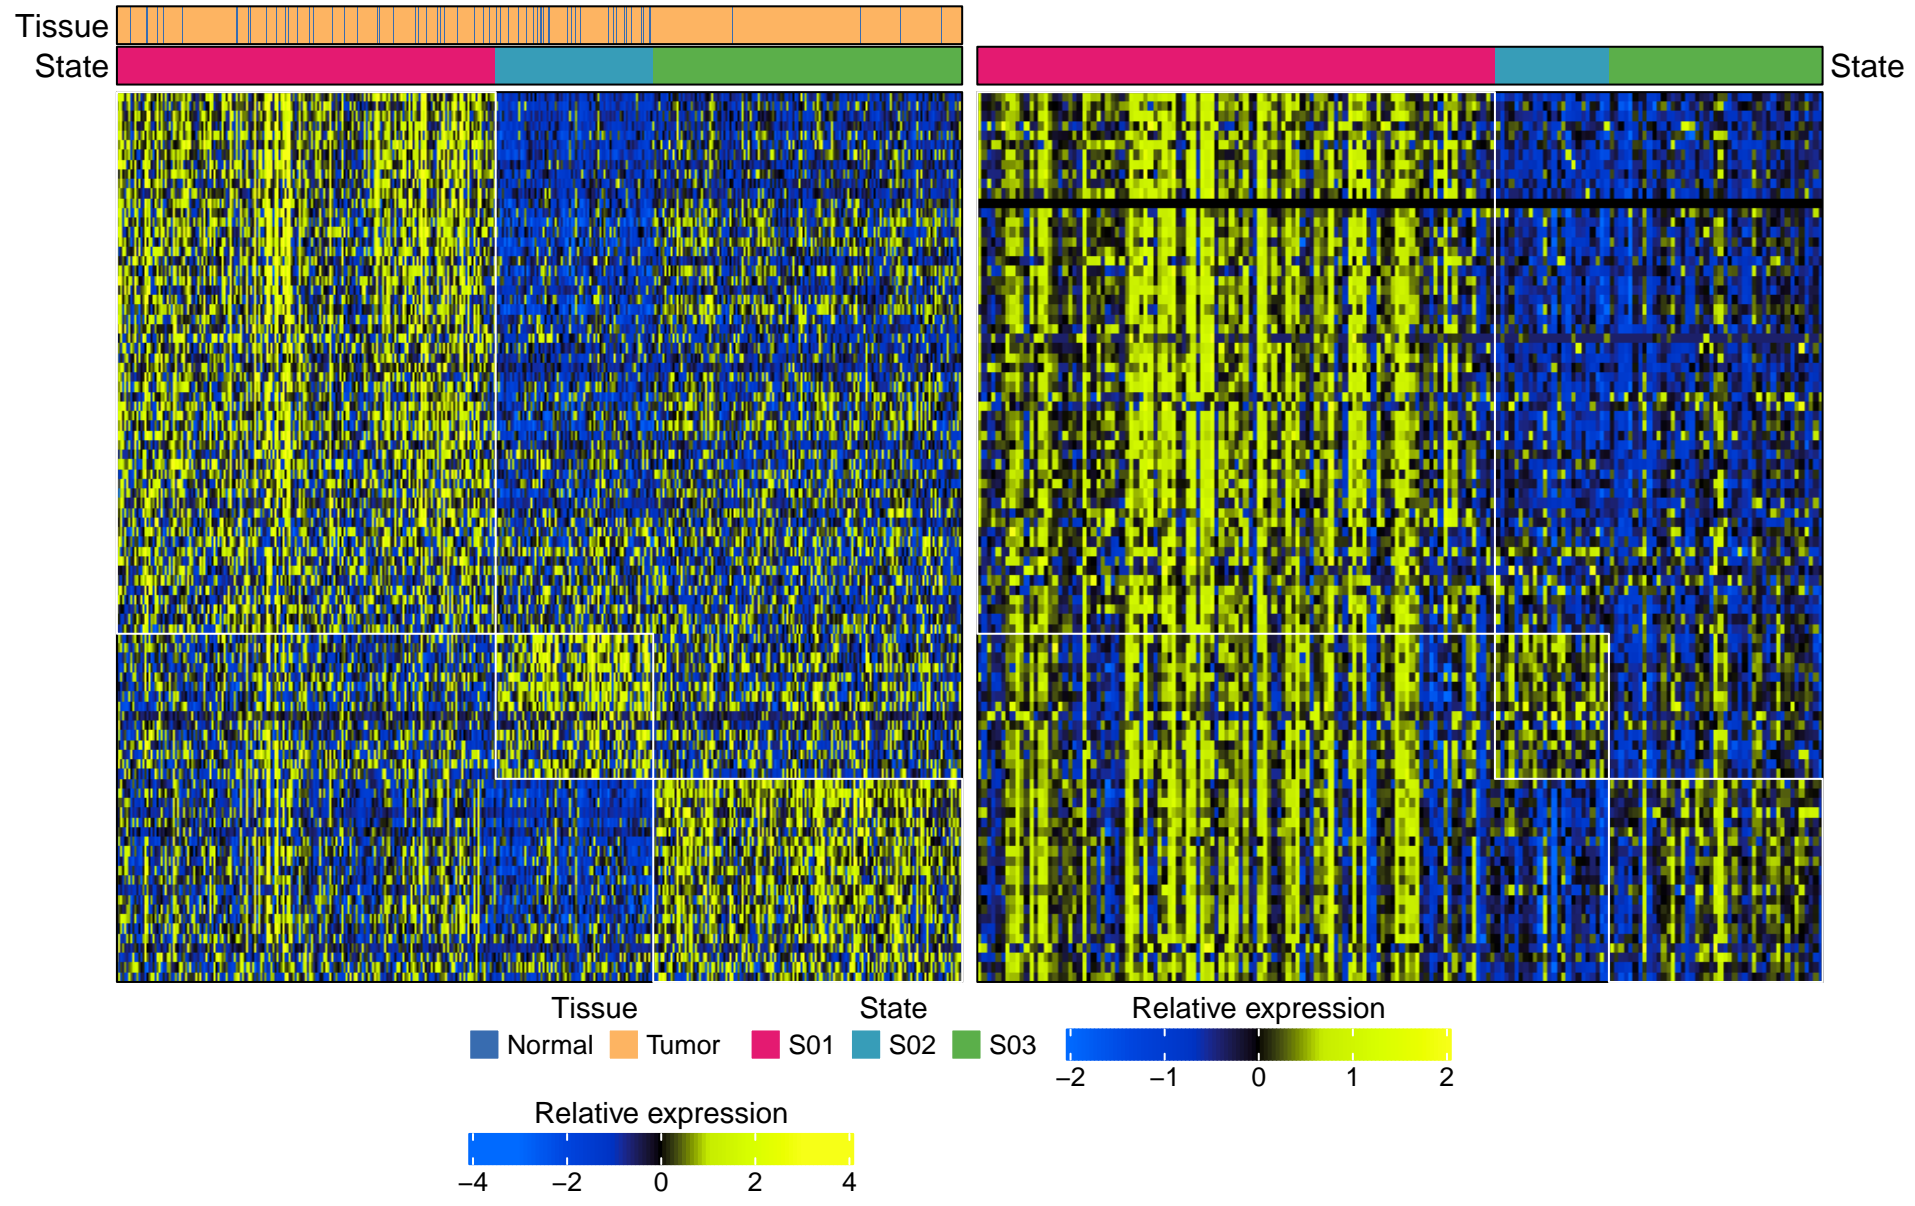 Tissue
State
State
Tissue
Normal Tumor
State
S01 S02 S03
Relative expression
−2 −1 0 1 2
Relative expression
−4 −2 0 2 4